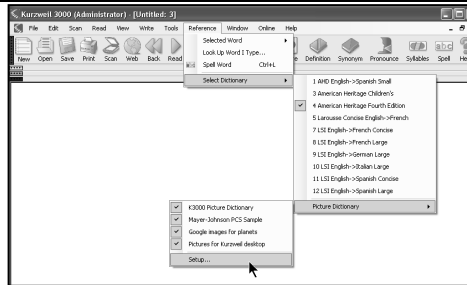 Kurzweil 3000 (Administrator) - [Untitled: 3]
File Edit Scan Read View Write Tools Reference Window Online Help
New Open Save Print Scan Web Back Read Definition Synonym Pronounce Syllables Spell
Selected Word
Look Up Word I Type...
Spell Word Ctrl+L
Select Dictionary
1 AHD English->Spanish Small
3 American Heritage Children's
4 American Heritage Fourth Edition
5 Larousse Concise English->French
7 LSI English->French Concise
8 LSI English->French Large
9 LSI English->German Large
10 LSI English->Italian Large
11 LSI English->Spanish Concise
12 LSI English->Spanish Large
Picture Dictionary
K3000 Picture Dictionary
Mayer-Johnson PCS Sample
Google images for planets
Pictures for Kurzweil desktop
Setup...